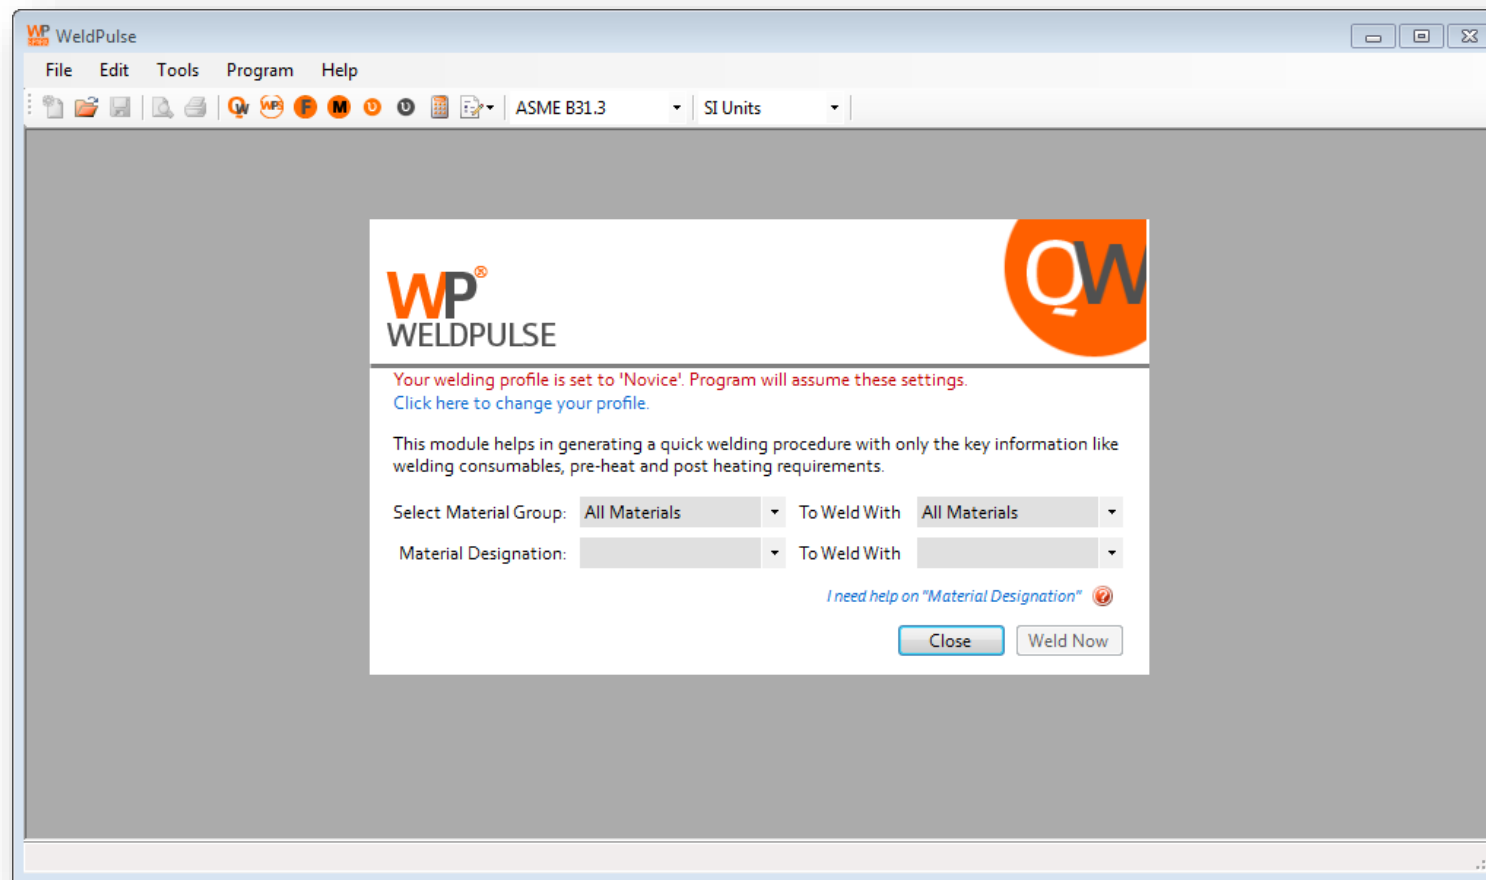 WP WeldPulse
File Edit Tools Program Help
QW WPS F M ASME B31.3 SI Units
WP®
WELDPULSE
QW
Your welding profile is set to 'Novice'. Program will assume these settings.
Click here to change your profile.
This module helps in generating a quick welding procedure with only the key information like
welding consumables, pre-heat and post heating requirements.
Select Material Group: All Materials To Weld With All Materials
Material Designation: To Weld With
I need help on "Material Designation" ?
Close Weld Now